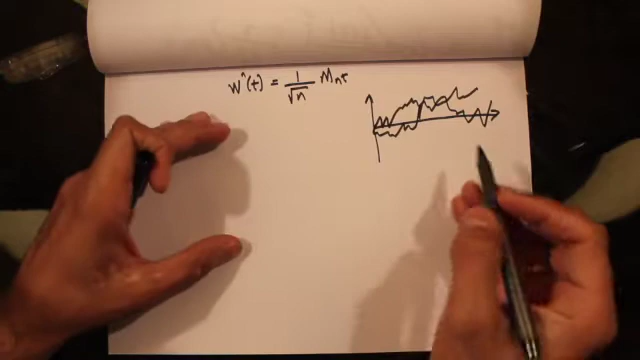 Wⁿ(t) = 1/√n M_nt